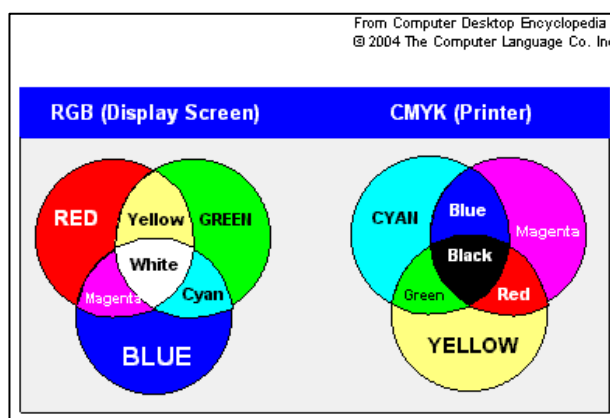 From Computer Desktop Encyclopedia
© 2004 The Computer Language Co. Inc
RGB (Display Screen)
CMYK (Printer)
RED
Yellow
GREEN
White
Magenta
Cyan
BLUE
CYAN
Blue
Magenta
Black
Green
Red
YELLOW